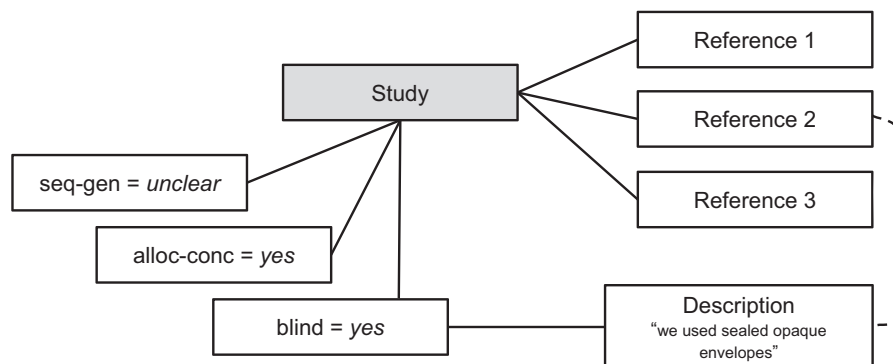 Reference 1
Study
Reference 2
seq-gen = unclear
Reference 3
alloc-conc = yes
blind = yes
Description
“we used sealed opaque
envelopes”